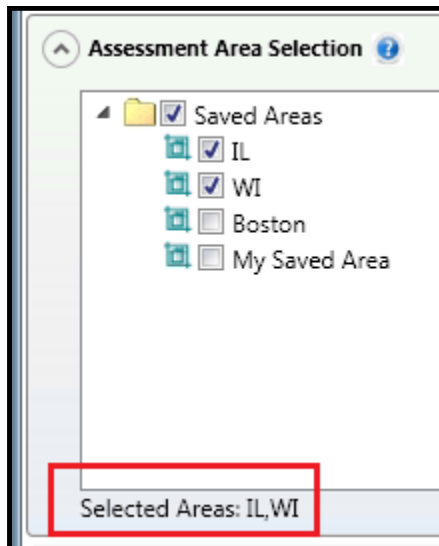 Assessment Area Selection ?
Saved Areas
IL
WI
Boston
My Saved Area
Selected Areas: IL,WI